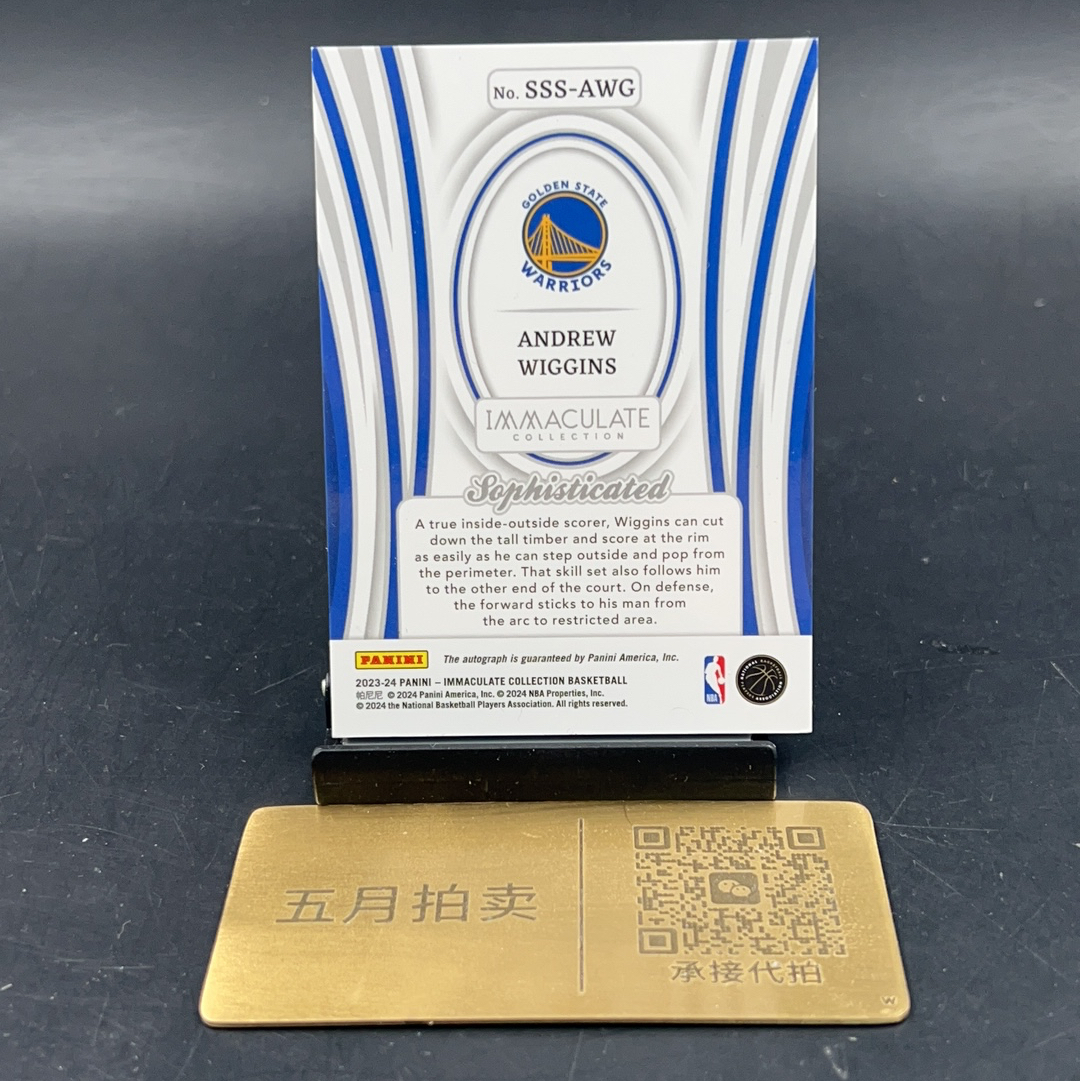 No. SSS-AWG
GOLDEN STATE
WARRIORS
ANDREW
WIGGINS
IMMACULATE
COLLECTION
Sophisticated
A true inside-outside scorer, Wiggins can cut
down the tall timber and score at the rim
as easily as he can step outside and pop from
the perimeter. That skill set also follows him
to the other end of the court. On defense,
the forward sticks to his man from
the arc to restricted area.
PANINI The autograph is guaranteed by Panini America, Inc.
2023-24 PANINI – IMMACULATE COLLECTION BASKETBALL
帕尼尼 © 2024 Panini America, Inc. © 2024 NBA Properties, Inc.
© 2024 the National Basketball Players Association. All rights reserved.
NBA
五月拍卖
承接代拍
W